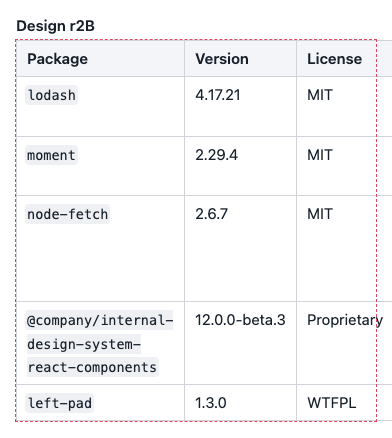 Design r2B
Package Version License
lodash 4.17.21 MIT
moment 2.29.4 MIT
node-fetch 2.6.7 MIT
@company/internal- 12.0.0-beta.3 Proprietary
design-system-
react-components
left-pad 1.3.0 WTFPL